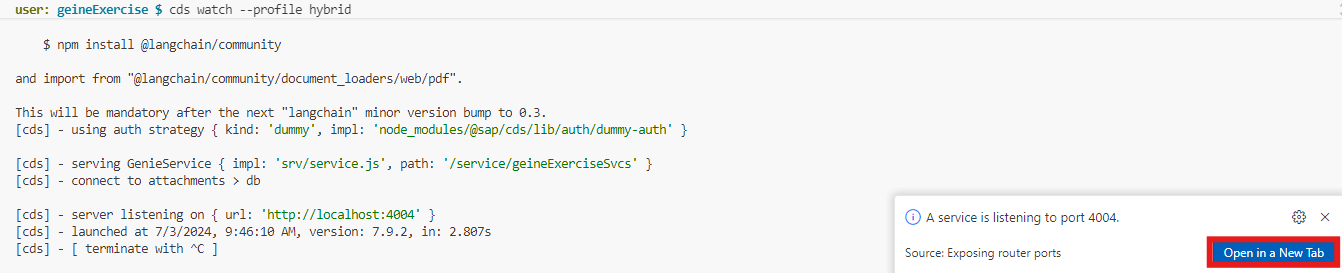 user: geineExercise $ cds watch --profile hybrid
$ npm install @langchain/community
and import from "@langchain/community/document_loaders/web/pdf".
This will be mandatory after the next "langchain" minor version bump to 0.3.
[cds] - using auth strategy { kind: 'dummy', impl: 'node_modules/@sap/cds/lib/auth/dummy-auth' }
[cds] - serving GenieService { impl: 'srv/service.js', path: '/service/geineExerciseSvcs' }
[cds] - connect to attachments > db
[cds] - server listening on { url: 'http://localhost:4004' }
[cds] - launched at 7/3/2024, 9:46:10 AM, version: 7.9.2, in: 2.807s
[cds] - [ terminate with ^C ]
A service is listening to port 4004.
Source: Exposing router ports
Open in a New Tab